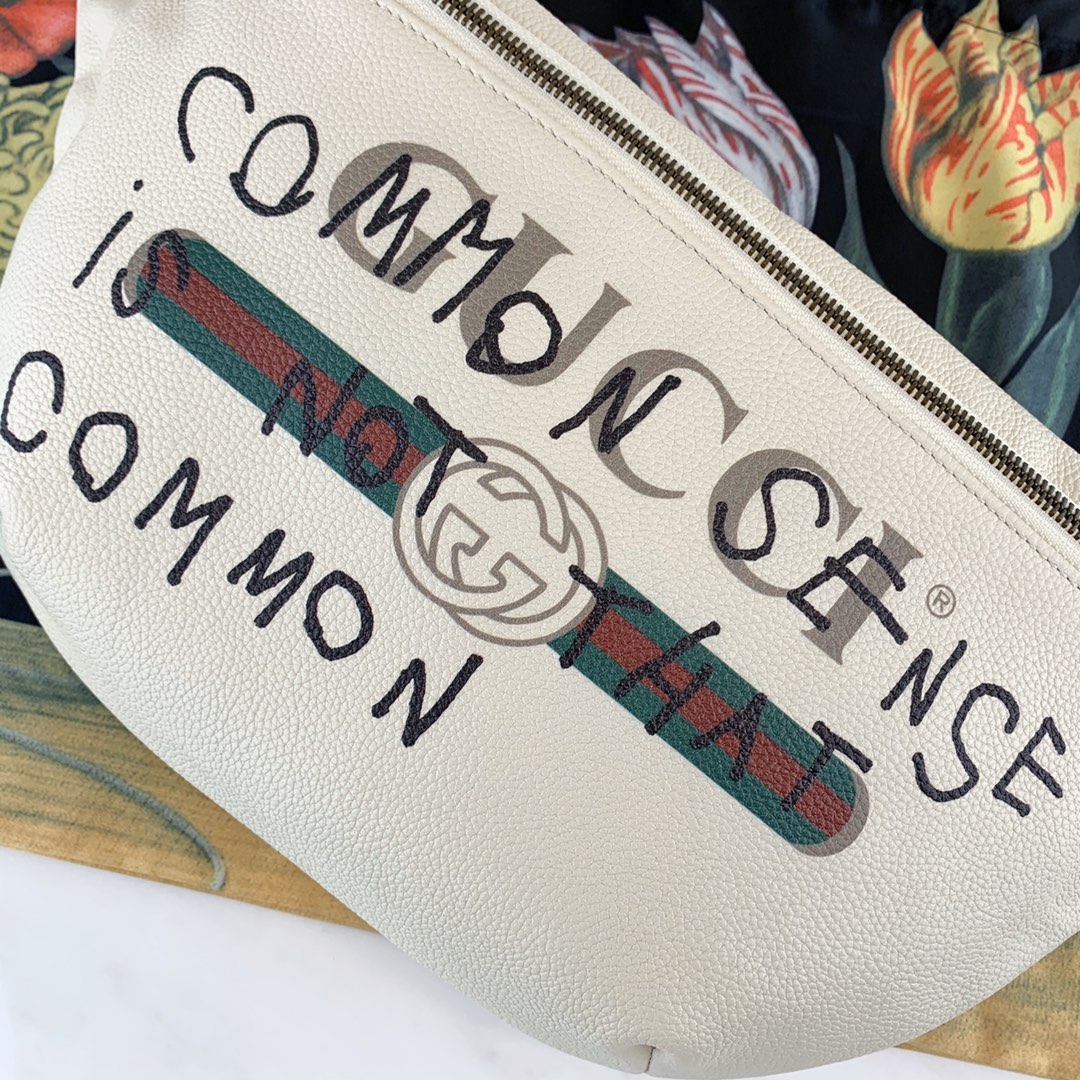 GUCCI ®
COMMON SENSE
is NOT THAT
COMMON